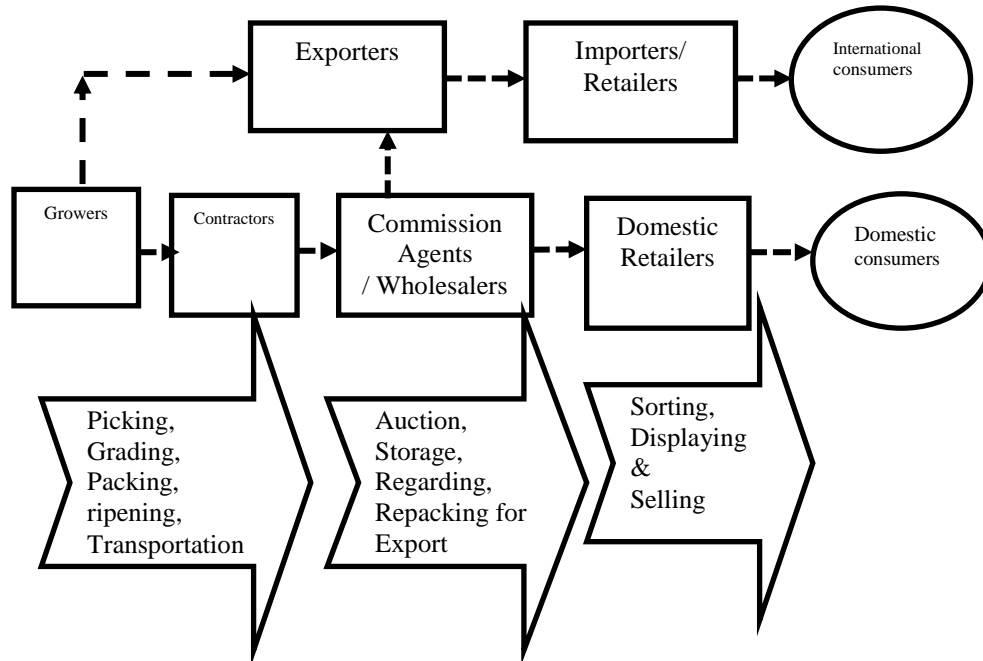 Exporters
Importers/
Retailers
International
consumers
Growers
Contractors
Commission
Agents
/ Wholesalers
Domestic
Retailers
Domestic
consumers
Picking,
Grading,
Packing,
ripening,
Transportation
Auction,
Storage,
Regarding,
Repacking for
Export
Sorting,
Displaying
&
Selling